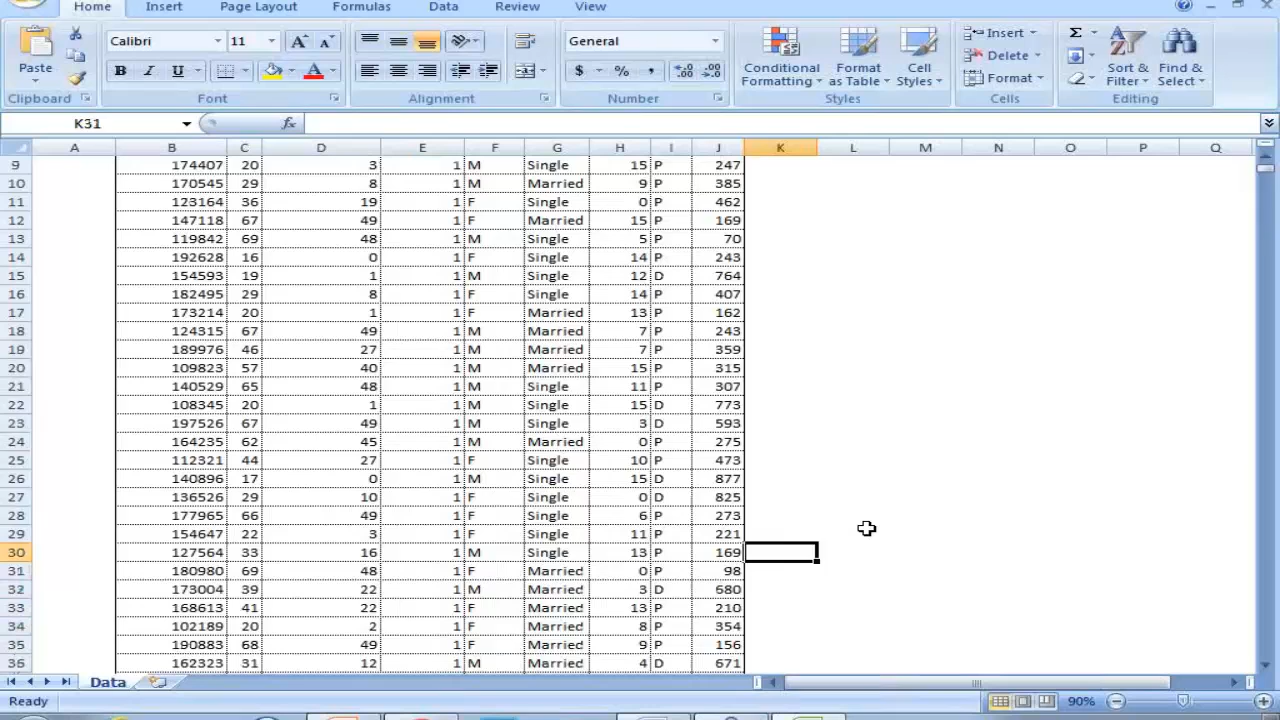 Home Insert Page Layout Formulas Data Review View
Calibri 11 A A General Σ Insert
Paste B I U A $ % , .0 .00 .00 .0 Conditional Formatting Format as Table Cell Styles Delete Format Sort & Filter Find & Select
Clipboard Font Alignment Number Styles Cells Editing
K31 fx
A B C D E F G H I J K L M N O P Q
9 174407 20 3 1 M Single 15 P 247
10 170545 29 8 1 M Married 9 P 385
11 123164 36 19 1 F Single 0 P 462
12 147118 67 49 1 F Married 15 P 169
13 119842 69 48 1 M Single 5 P 70
14 192628 16 0 1 F Single 14 P 243
15 154593 19 1 1 M Single 12 D 764
16 182495 29 8 1 F Single 14 P 407
17 173214 20 1 1 F Married 13 P 162
18 124315 67 49 1 M Married 7 P 243
19 189976 46 27 1 M Married 7 P 359
20 109823 57 40 1 M Married 15 P 315
21 140529 65 48 1 M Single 11 P 307
22 108345 20 1 1 M Single 15 D 773
23 197526 67 49 1 M Single 3 D 593
24 164235 62 45 1 M Married 0 P 275
25 112321 44 27 1 F Single 10 P 473
26 140896 17 0 1 M Single 15 D 877
27 136526 29 10 1 F Single 0 D 825
28 177965 66 49 1 F Single 6 P 273
29 154647 22 3 1 F Single 11 P 221
30 127564 33 16 1 M Single 13 P 169
31 180980 69 48 1 F Married 0 P 98
32 173004 39 22 1 M Married 3 D 680
33 168613 41 22 1 F Married 13 P 210
34 102189 20 2 1 F Married 8 P 354
35 190883 68 49 1 F Married 9 P 156
36 162323 31 12 1 M Married 4 D 671
Data
Ready 90%